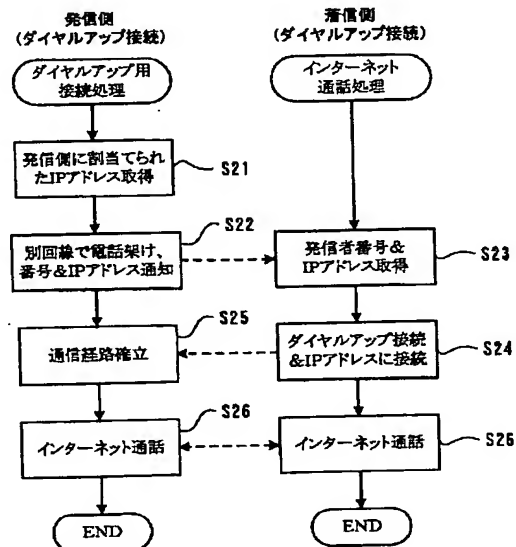 発信側
(ダイヤルアップ接続)
着信側
(ダイヤルアップ接続)
ダイヤルアップ用
接続処理
インターネット
通話処理
発信側に割当てられ
たIPアドレス取得
S21
別回線で電話架け、
番号&IPアドレス通知
S22
発信者番号&
IPアドレス取得
S23
通信経路確立
S25
ダイヤルアップ接続
&IPアドレスに接続
S24
インターネット通話
S26
インターネット通話
S26
END
END